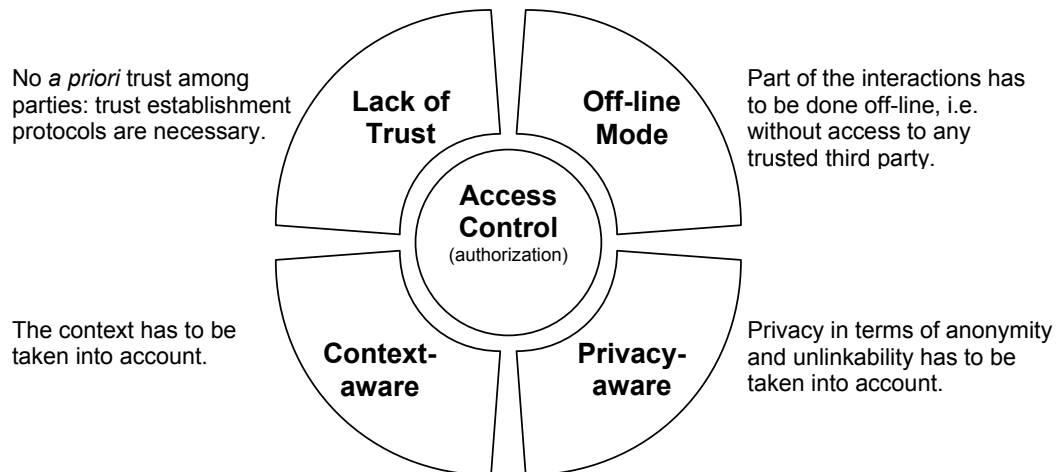 No a priori trust among
parties: trust establishment
protocols are necessary.
Lack of
Trust
Off-line
Mode
Part of the interactions has
to be done off-line, i.e.
without access to any
trusted third party.
Access
Control
(authorization)
The context has to be
taken into account.
Context-
aware
Privacy-
aware
Privacy in terms of anonymity
and unlinkability has to be
taken into account.